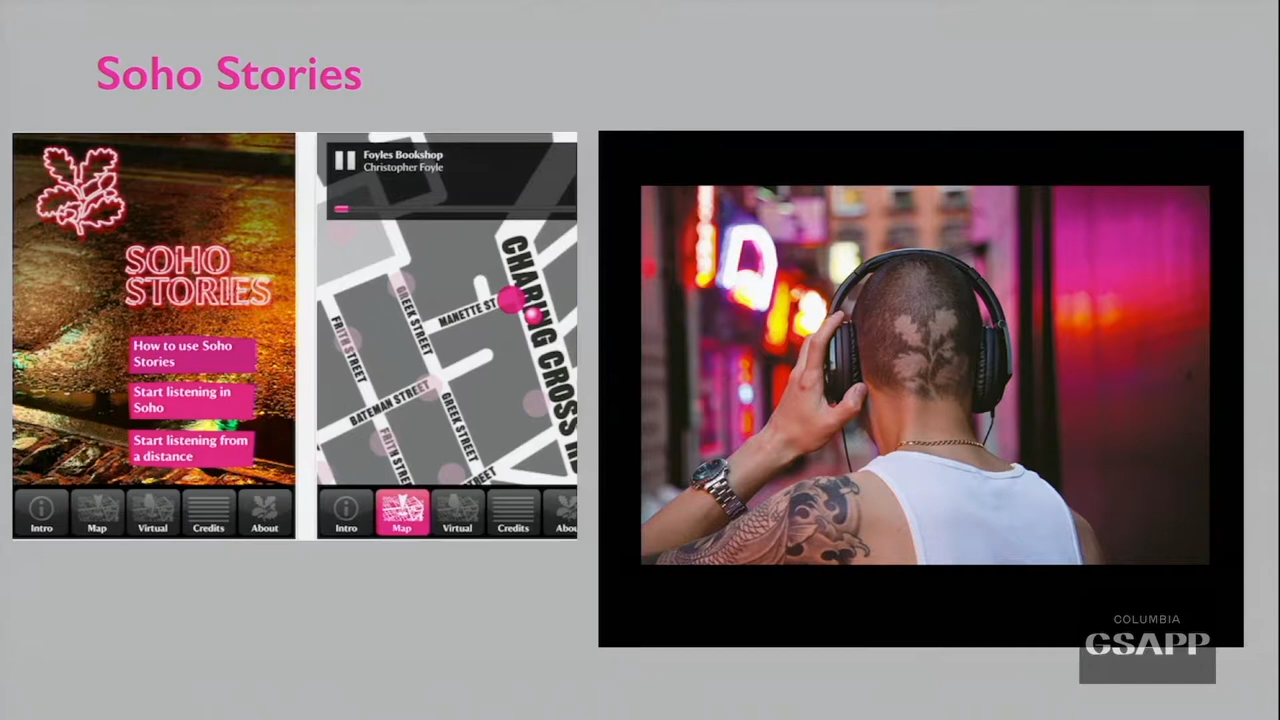 Soho Stories
SOHO
STORIES
How to use Soho
Stories
Start listening in
Soho
Start listening from
a distance
Intro
Map
Virtual
Credits
About
Foyles Bookshop
Christopher Foyle
CHARING CROSS
MANETTE ST
GREEK STREET
FRITH STREET
BATEMAN STREET
GREEK STREET
FRITH STREET
STREET
Intro
Map
Virtual
Credits
Abou
COLUMBIA
GSAPP